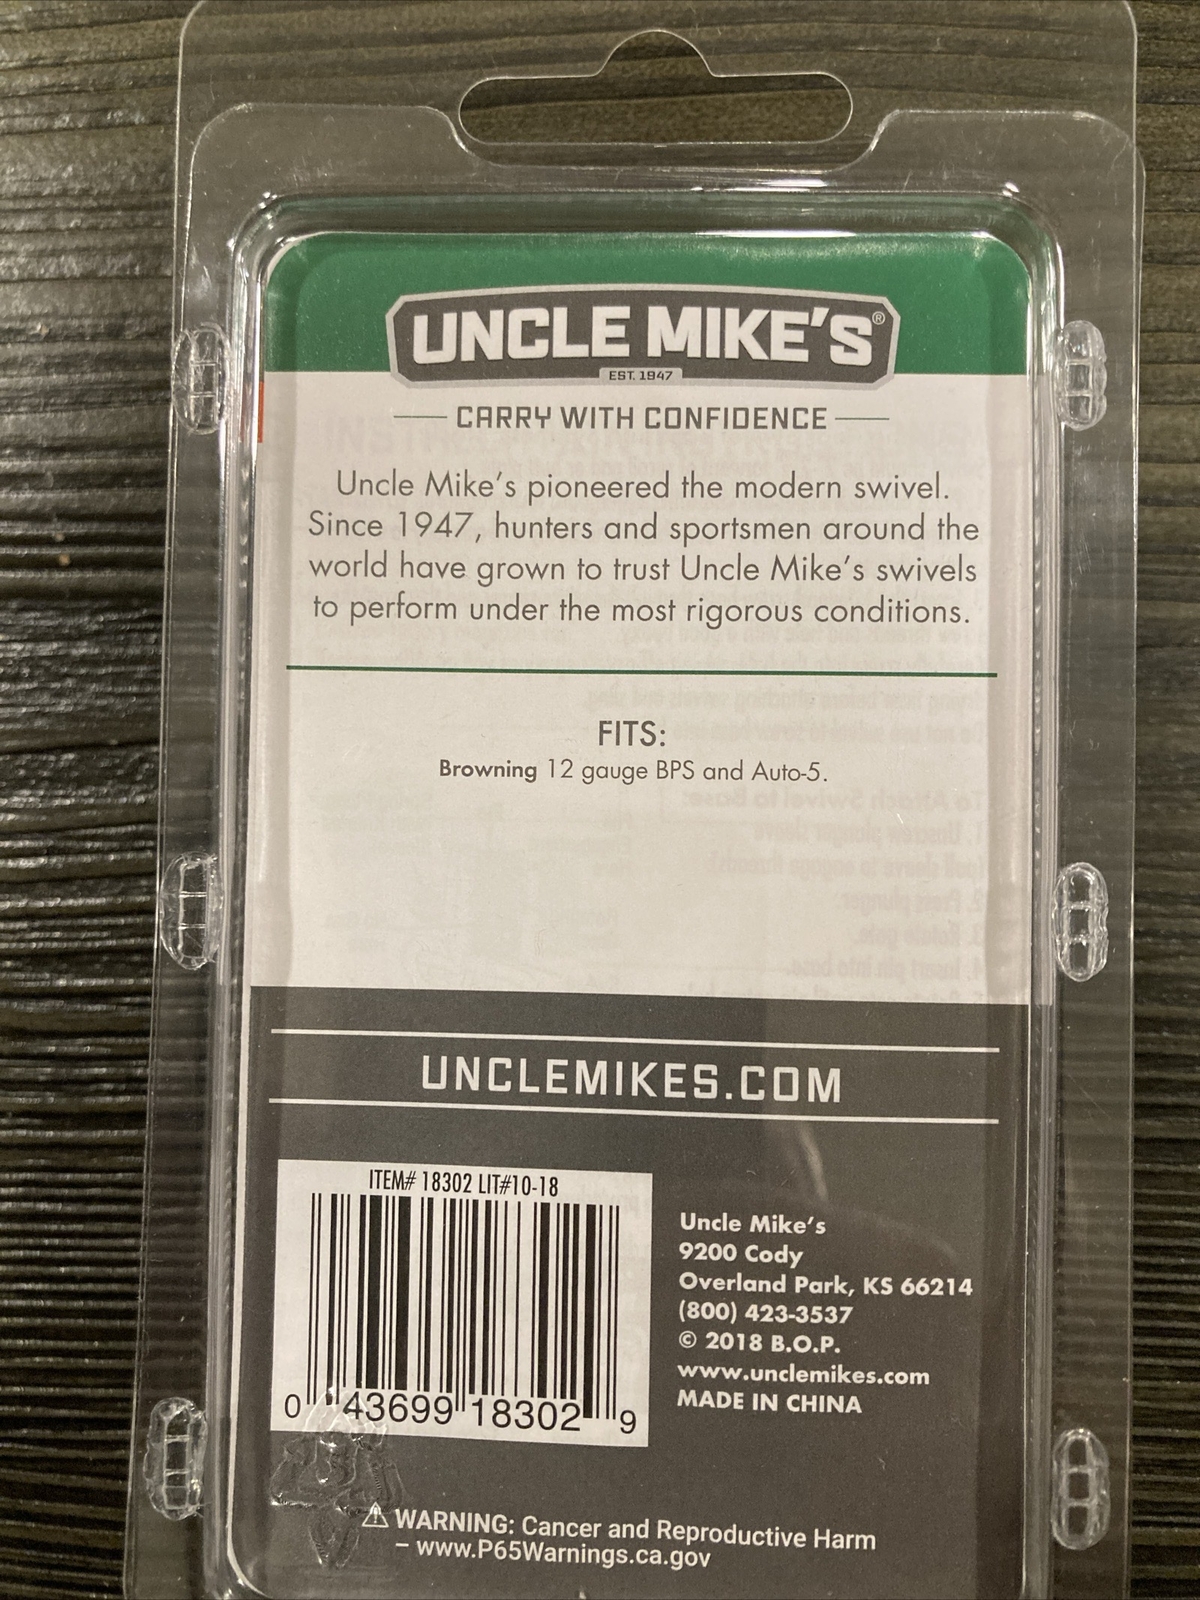 UNCLE MIKE'S®
EST. 1947
CARRY WITH CONFIDENCE
Uncle Mike's pioneered the modern swivel.
Since 1947, hunters and sportsmen around the
world have grown to trust Uncle Mike's swivels
to perform under the most rigorous conditions.
FITS:
Browning 12 gauge BPS and Auto-5.
UNCLEMIKES.COM
ITEM# 18302 LIT#10-18
0 43699 18302 9
Uncle Mike's
9200 Cody
Overland Park, KS 66214
(800) 423-3537
© 2018 B.O.P.
www.unclemikes.com
MADE IN CHINA
⚠ WARNING: Cancer and Reproductive Harm
– www.P65Warnings.ca.gov